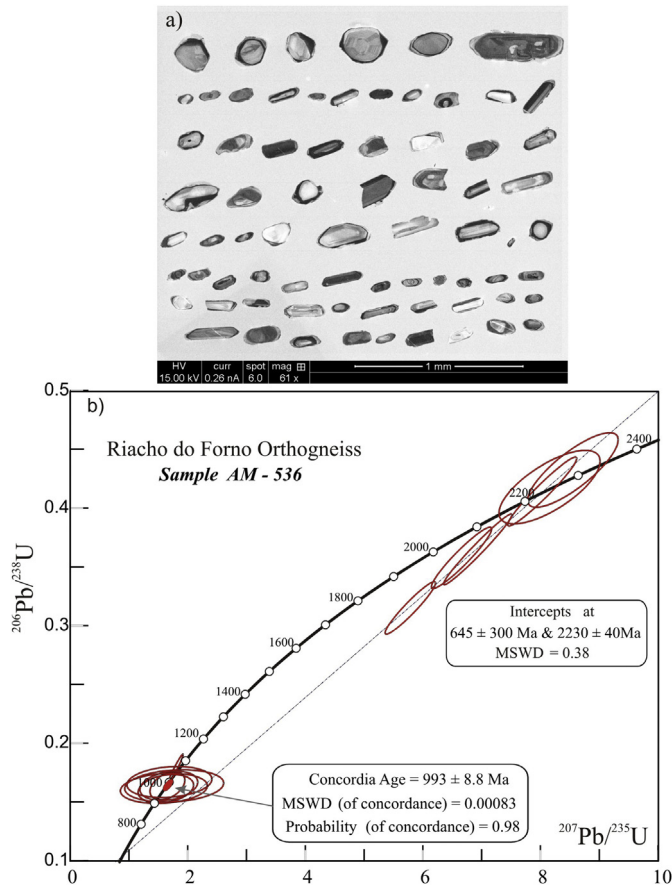 a)
HV curr spot mag ⊞
15.00 kV 0.26 nA 6.0 61 x
1 mm
b)
Riacho do Forno Orthogneiss
Sample AM - 536
0.5
0.4
0.3
0.2
0.1
206Pb/238U
2400
2200
2000
1800
1600
1400
1200
1000
800
Intercepts at
645 ± 300 Ma & 2230 ± 40Ma
MSWD = 0.38
Concordia Age = 993 ± 8.8 Ma
MSWD (of concordance) = 0.00083
Probability (of concordance) = 0.98
207Pb/235U
0 2 4 6 8 10